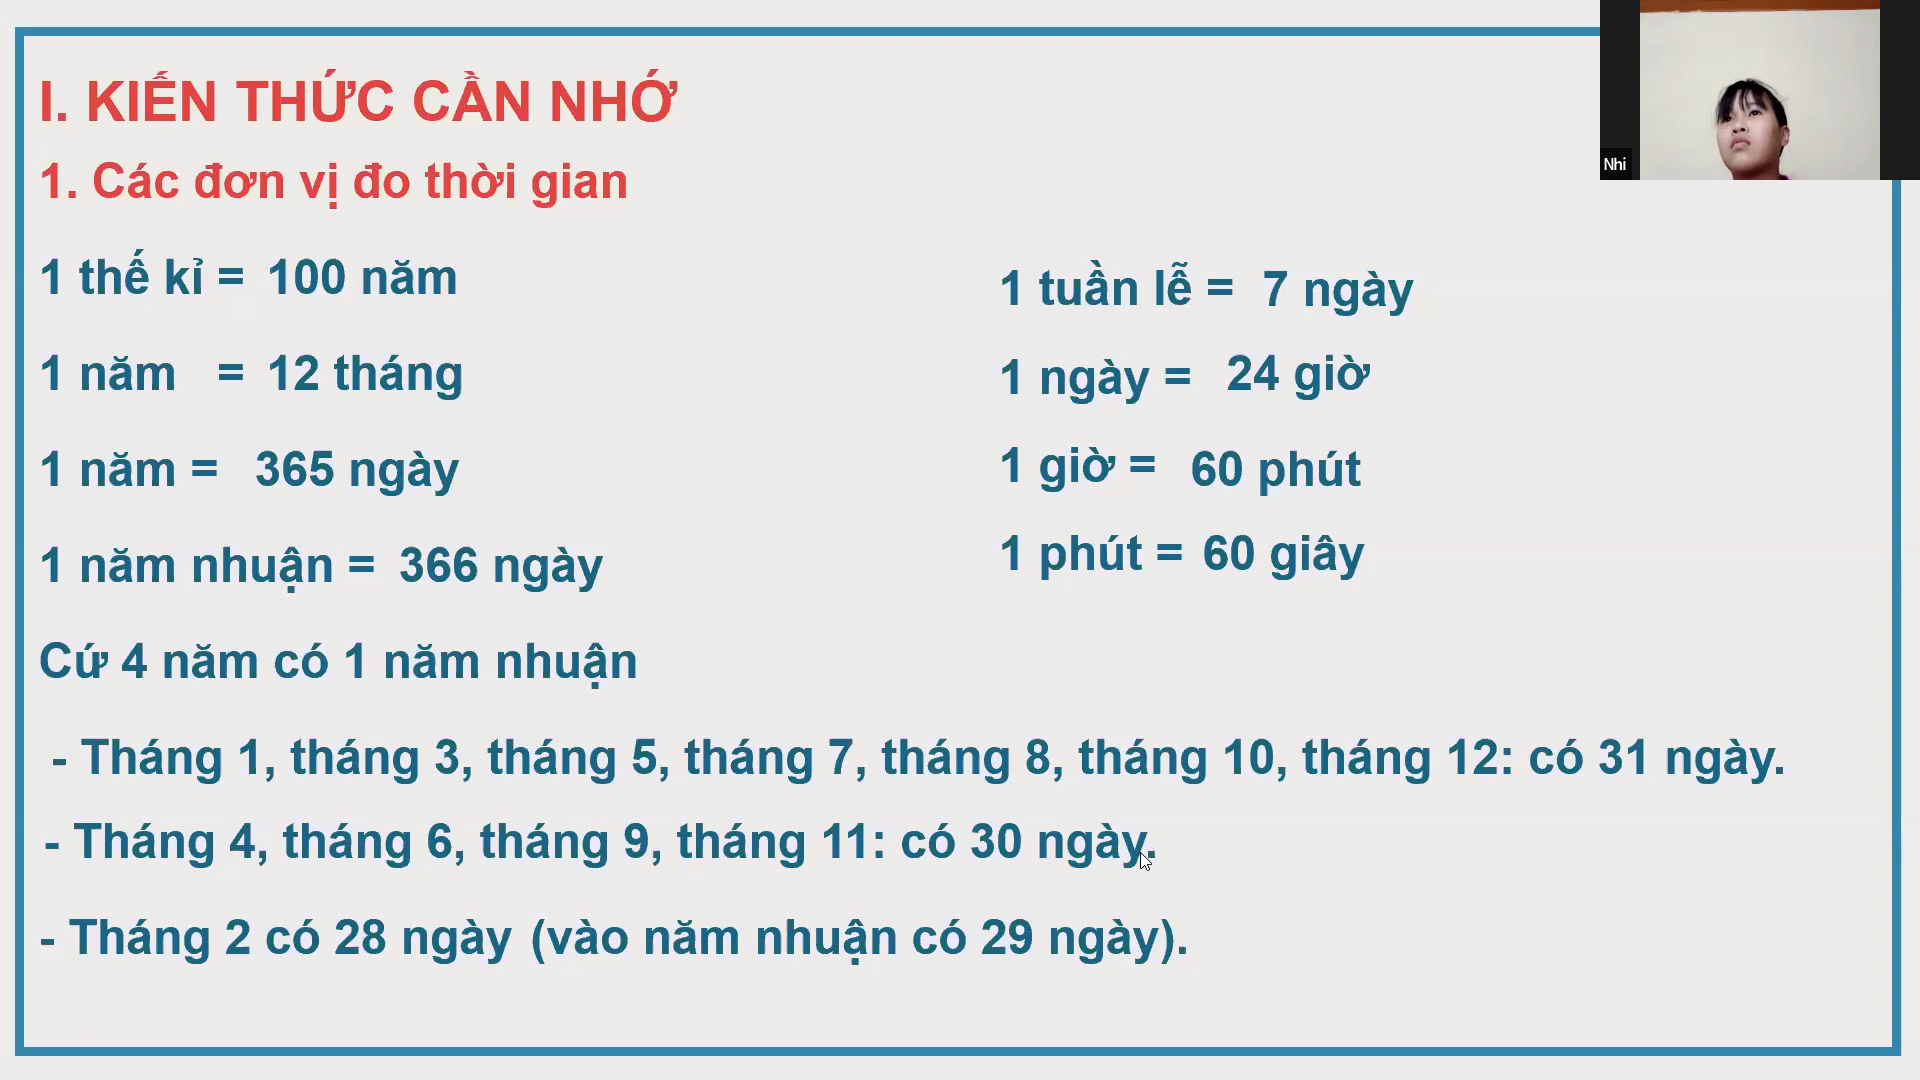 I. KIẾN THỨC CẦN NHỚ
1. Các đơn vị đo thời gian
1 thế kỉ = 100 năm
1 năm = 12 tháng
1 năm = 365 ngày
1 năm nhuận = 366 ngày
Cứ 4 năm có 1 năm nhuận
1 tuần lễ = 7 ngày
1 ngày = 24 giờ
1 giờ = 60 phút
1 phút = 60 giây
- Tháng 1, tháng 3, tháng 5, tháng 7, tháng 8, tháng 10, tháng 12: có 31 ngày.
- Tháng 4, tháng 6, tháng 9, tháng 11: có 30 ngày.
- Tháng 2 có 28 ngày (vào năm nhuận có 29 ngày).
Nhi